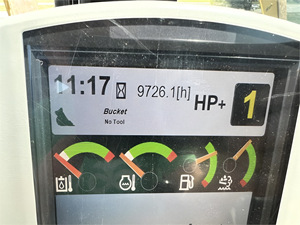 11:17 9726.1[h] HP+ 1
Bucket
No Tool